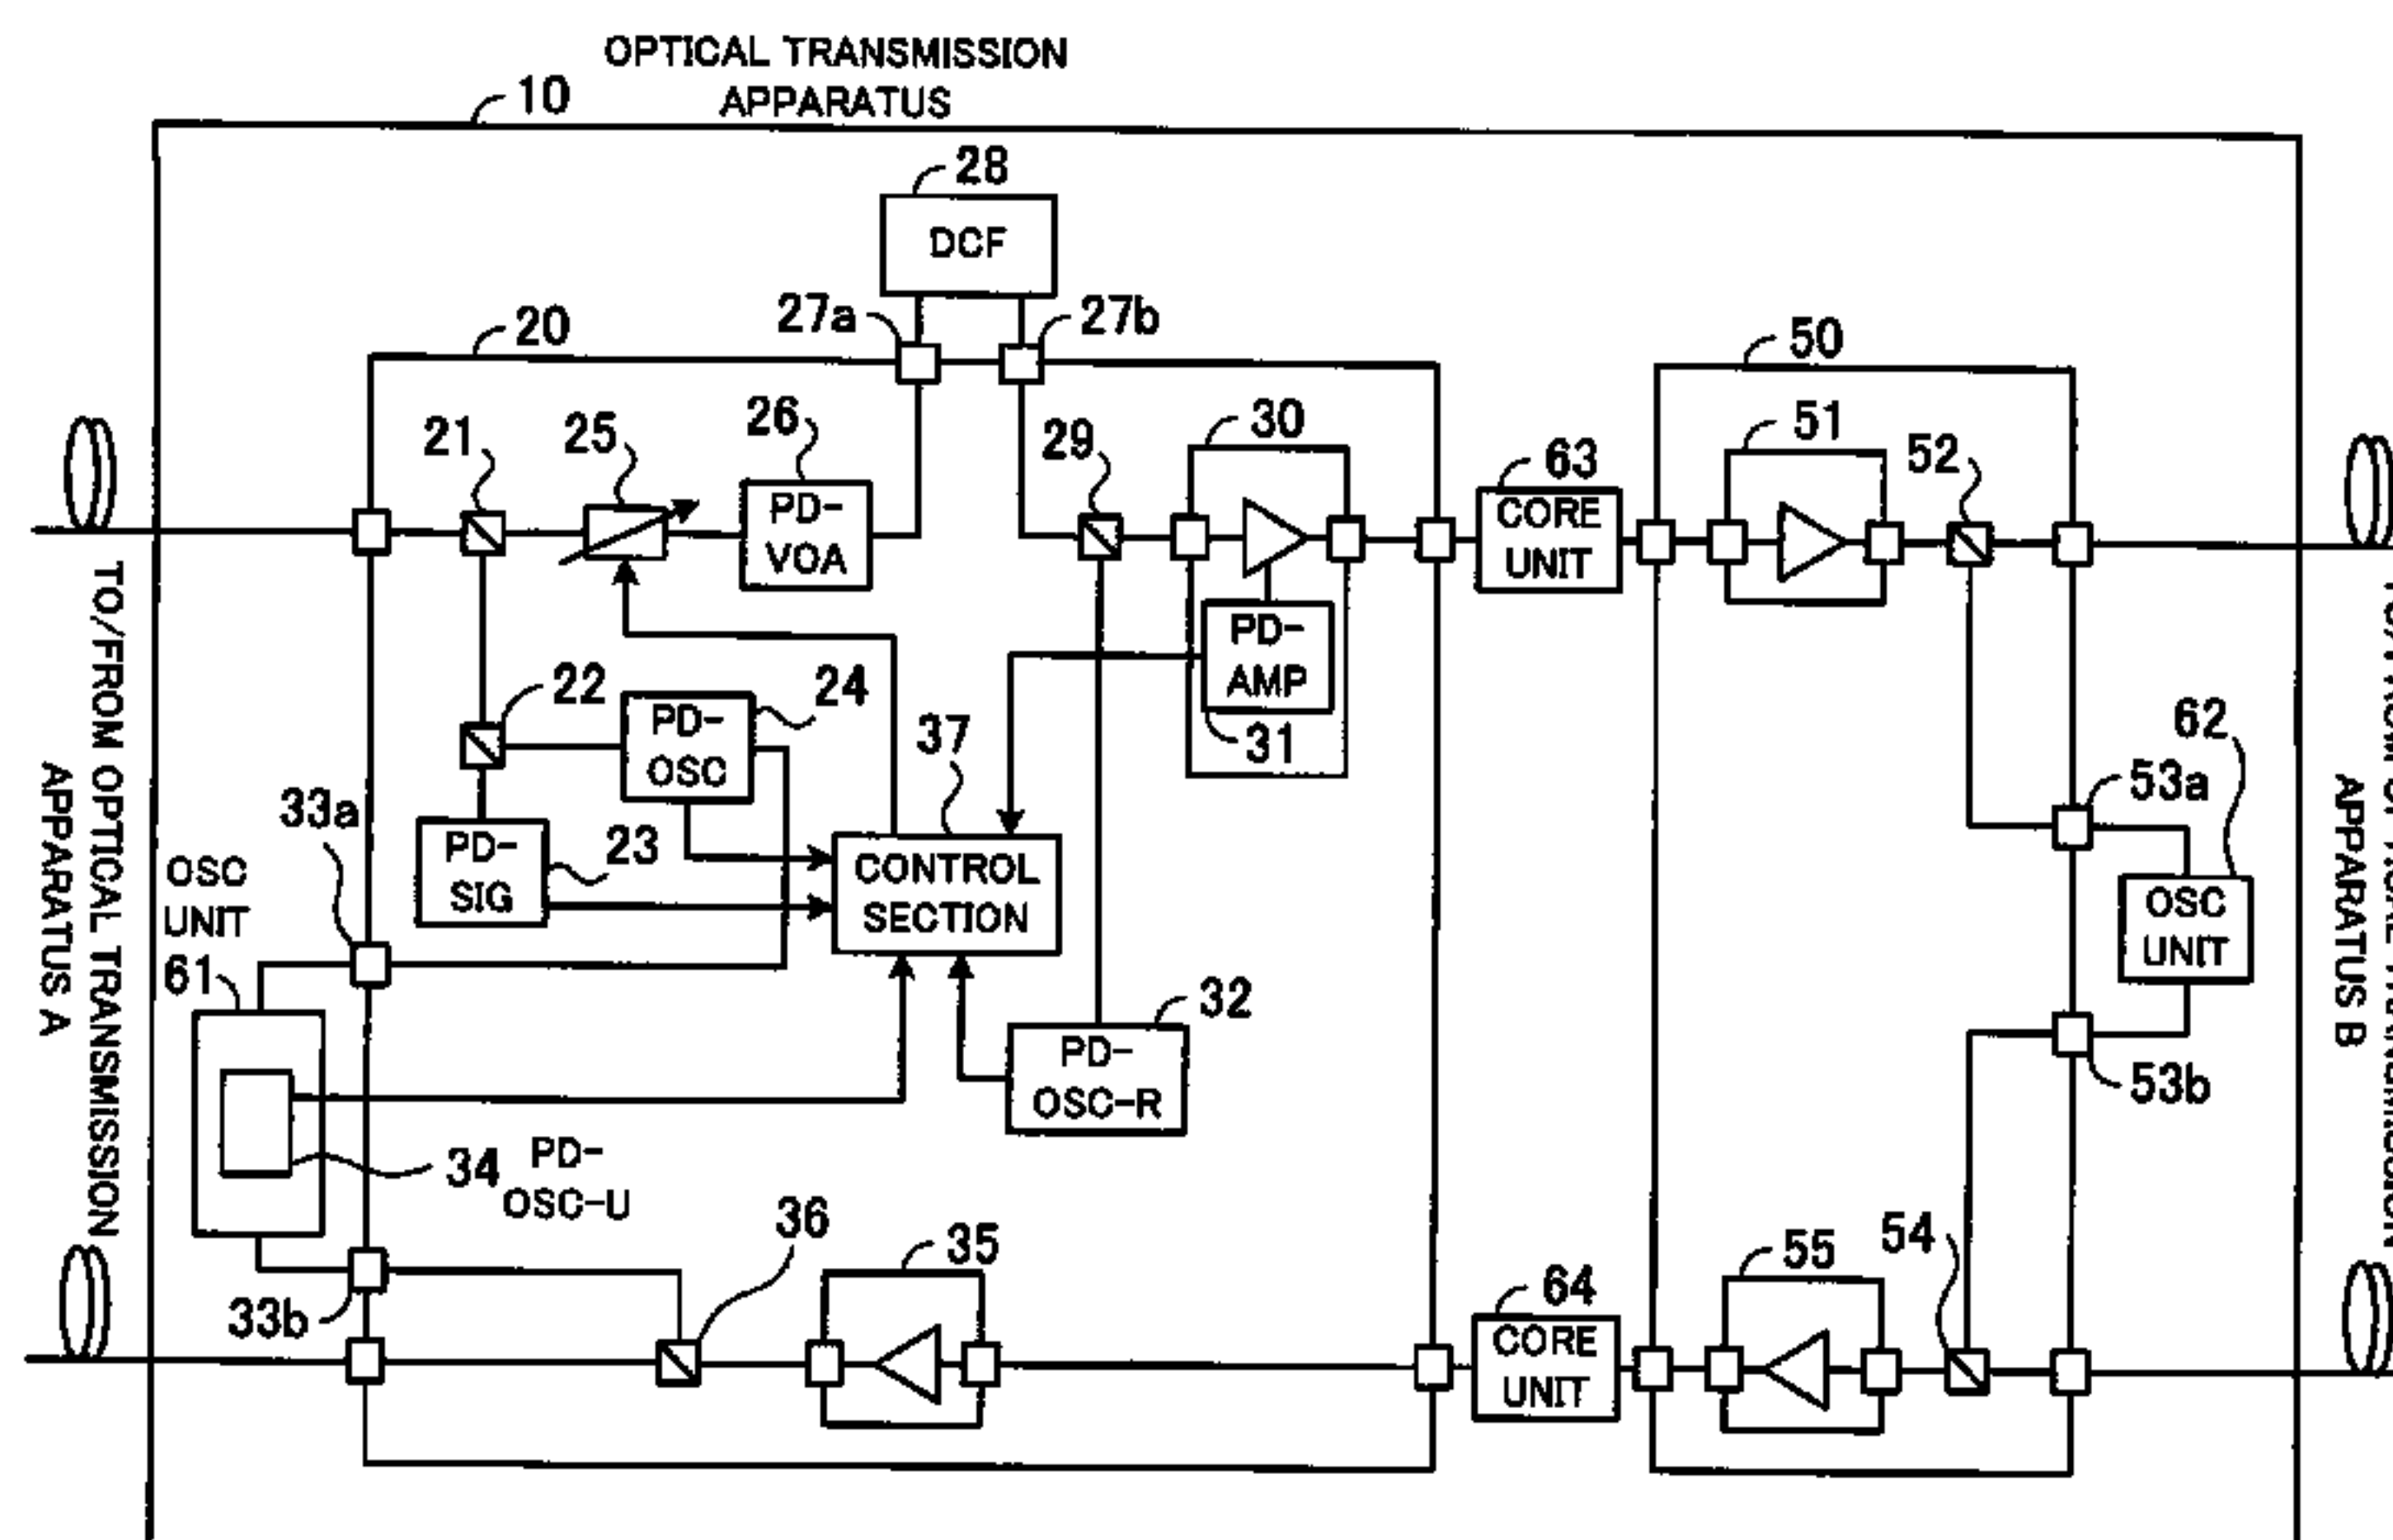 OPTICAL TRANSMISSION
APPARATUS
10
28
DCF
27a
27b
20
50
21
25
26
PD-
VOA
29
30
63
CORE
UNIT
51
52
PD-
AMP
31
22
24
PD-
OSC
37
62
53a
33a
PD-
SIG
23
CONTROL
SECTION
OSC
UNIT
OSC
UNIT
61
32
PD-
OSC-R
53b
34
PD-
OSC-U
36
35
33b
64
CORE
UNIT
55
54
TO/FROM OPTICAL TRANSMISSION
APPARATUS A
APPARATUS B